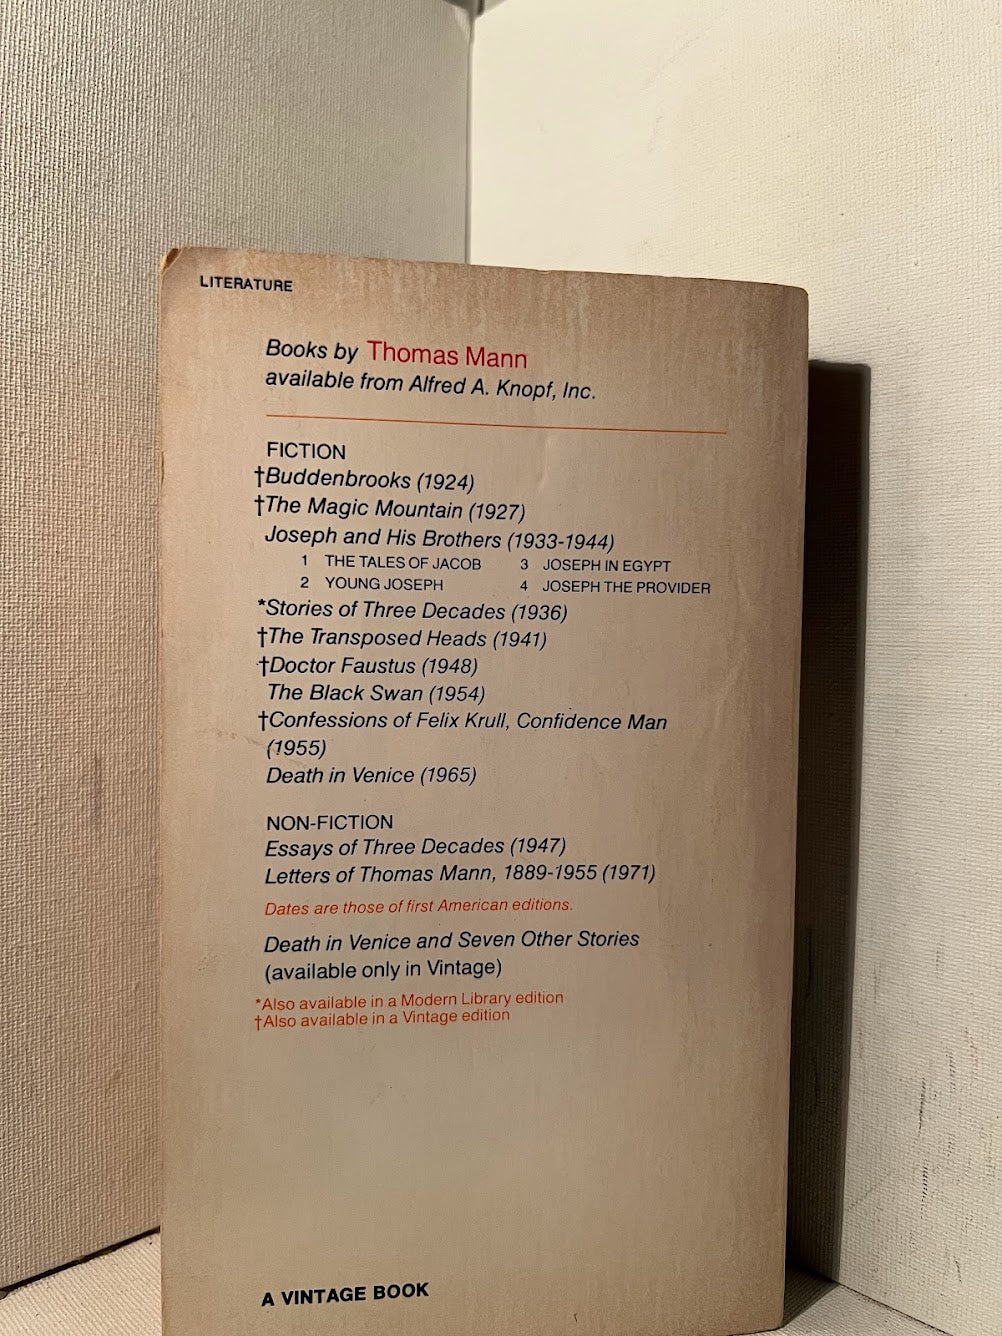 LITERATURE
Books by Thomas Mann
available from Alfred A. Knopf, Inc.
FICTION
†Buddenbrooks (1924)
†The Magic Mountain (1927)
Joseph and His Brothers (1933-1944)
1 THE TALES OF JACOB 3 JOSEPH IN EGYPT
2 YOUNG JOSEPH 4 JOSEPH THE PROVIDER
*Stories of Three Decades (1936)
†The Transposed Heads (1941)
†Doctor Faustus (1948)
The Black Swan (1954)
†Confessions of Felix Krull, Confidence Man
(1955)
Death in Venice (1965)
NON-FICTION
Essays of Three Decades (1947)
Letters of Thomas Mann, 1889-1955 (1971)
Dates are those of first American editions.
Death in Venice and Seven Other Stories
(available only in Vintage)
*Also available in a Modern Library edition
†Also available in a Vintage edition
A VINTAGE BOOK